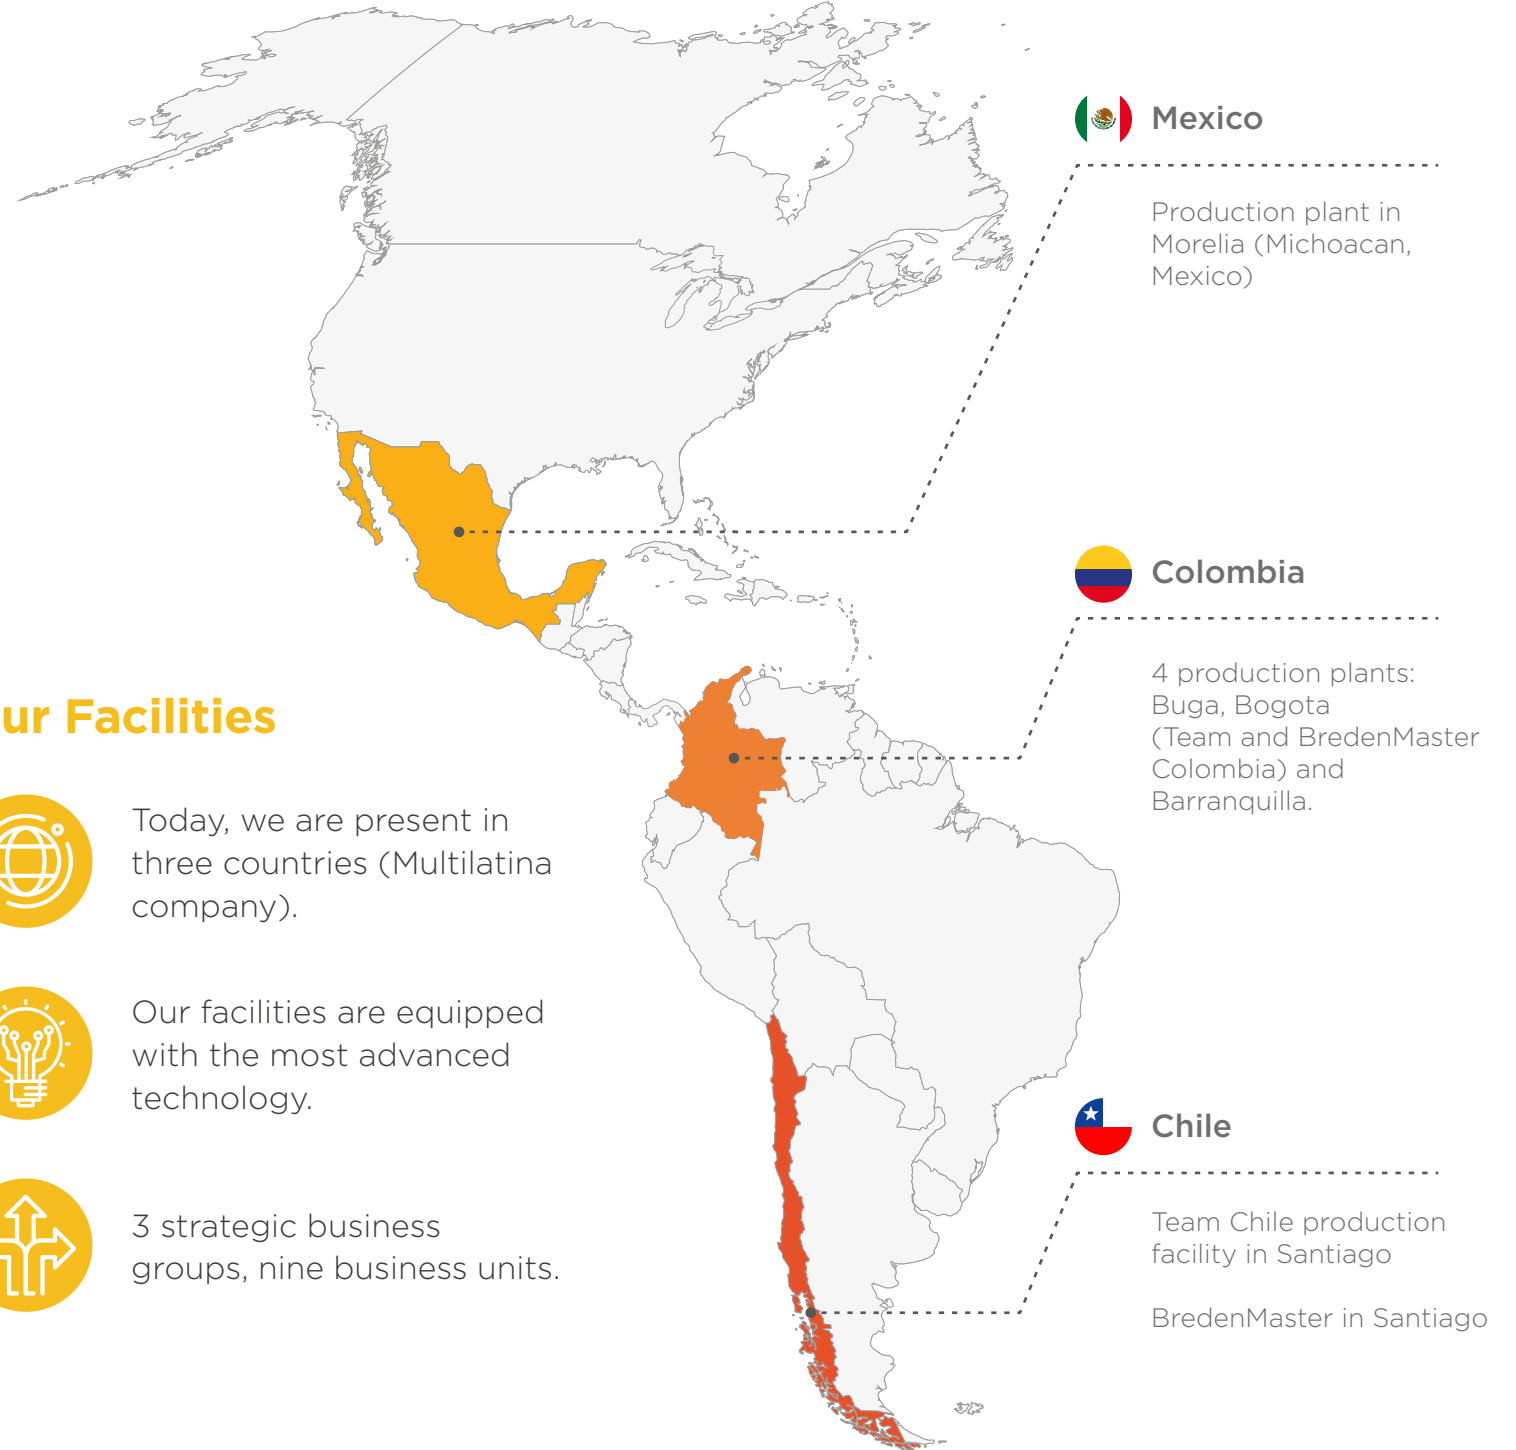 Mexico
Production plant in
Morelia (Michoacan,
Mexico)
Colombia
4 production plants:
Buga, Bogota
(Team and BredenMaster
Colombia) and
Barranquilla.
ur Facilities
Today, we are present in
three countries (Multilatina
company).
Our facilities are equipped
with the most advanced
technology.
3 strategic business
groups, nine business units.
Chile
Team Chile production
facility in Santiago
BredenMaster in Santiago